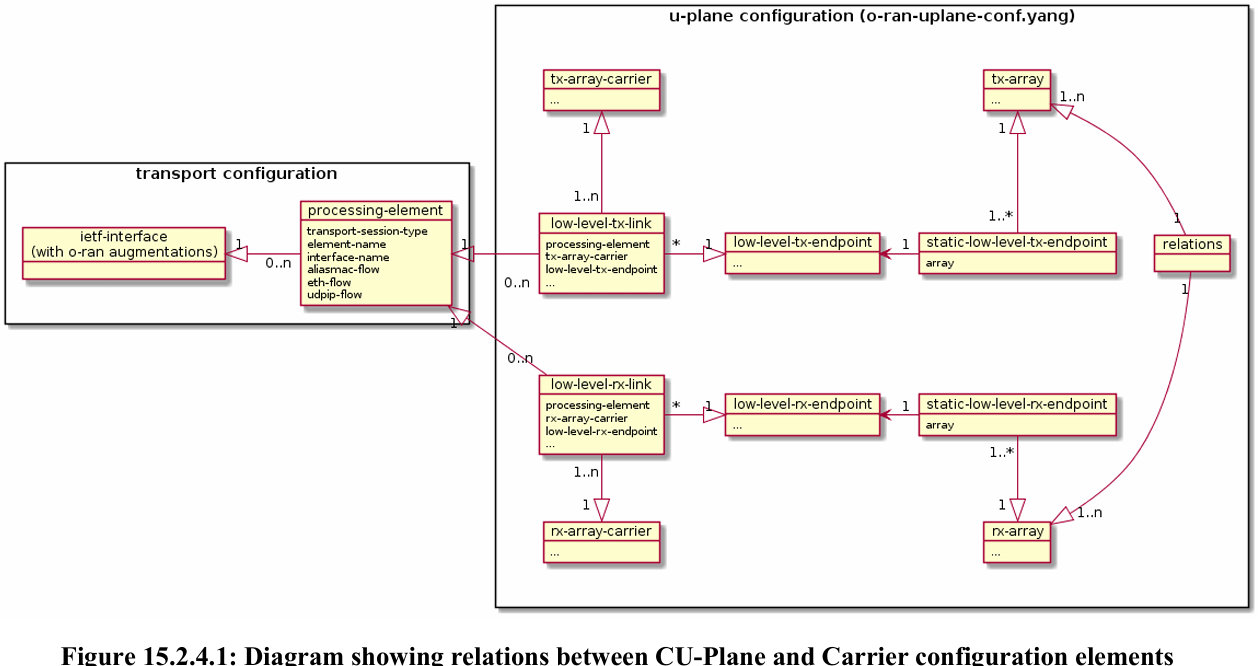 u-plane configuration (o-ran-uplane-conf.yang)
tx-array-carrier
...
1
1..n
tx-array
...
1..n
1
1..*
1
transport configuration
ietf-interface
(with o-ran augmentations)
1
0..n
processing-element
transport-session-type
element-name
interface-name
aliasmac-flow
eth-flow
udpip-flow
1
0..n
low-level-tx-link
processing-element
tx-array-carrier
low-level-tx-endpoint
...
*
1
low-level-tx-endpoint
...
1
static-low-level-tx-endpoint
array
relations
1
1
0..n
low-level-rx-link
processing-element
rx-array-carrier
low-level-rx-endpoint
...
*
1
low-level-rx-endpoint
...
1
static-low-level-rx-endpoint
array
1..n
1
1..*
1
1..n
rx-array-carrier
...
rx-array
...
Figure 15.2.4.1: Diagram showing relations between CU-Plane and Carrier configuration elements